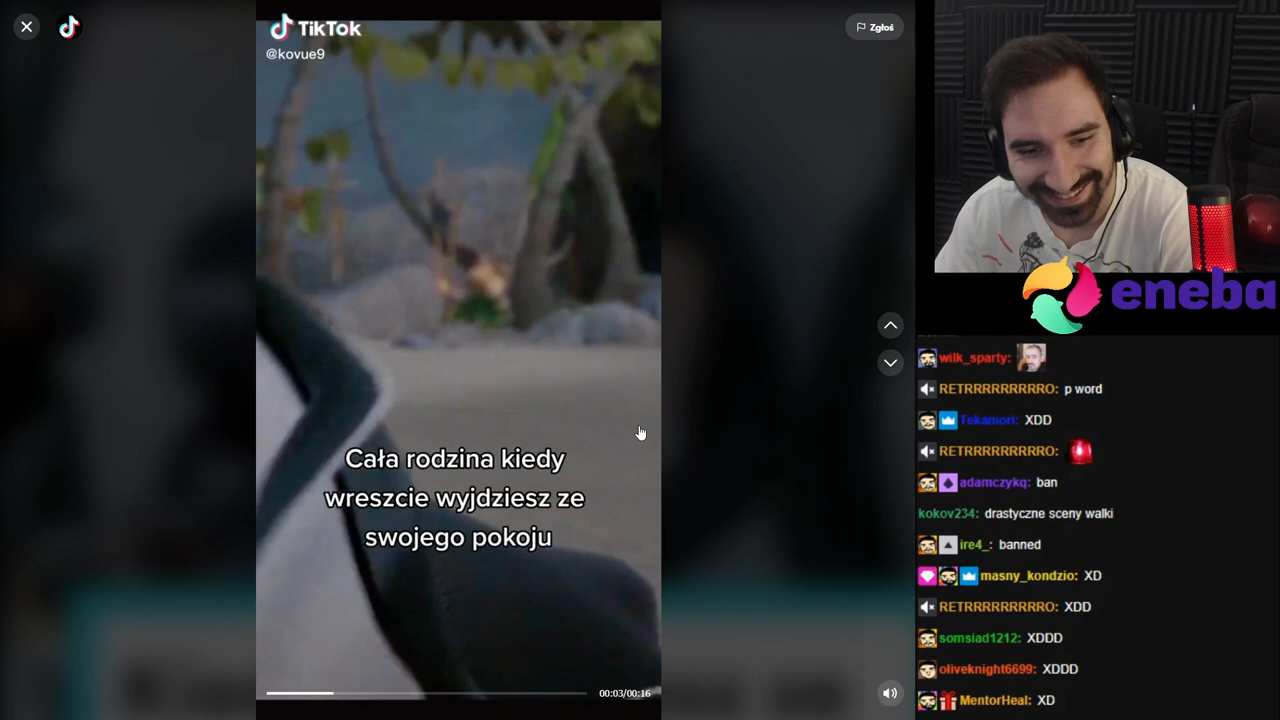 TikTok
@kovue9
Zgłoś
Cała rodzina kiedy
wreszcie wyjdziesz ze
swojego pokoju
00:03/00:16
eneba
wilk_sparty:
RETRRRRRRRRRO: p word
Tekamori: XDD
RETRRRRRRRRRO:
adamczykq: ban
kokov234: drastyczne sceny walki
ire4_: banned
masny_kondzio: XD
RETRRRRRRRRRO: XDD
somsiad1212: XDDD
oliveknight6699: XDDD
MentorHeal: XD